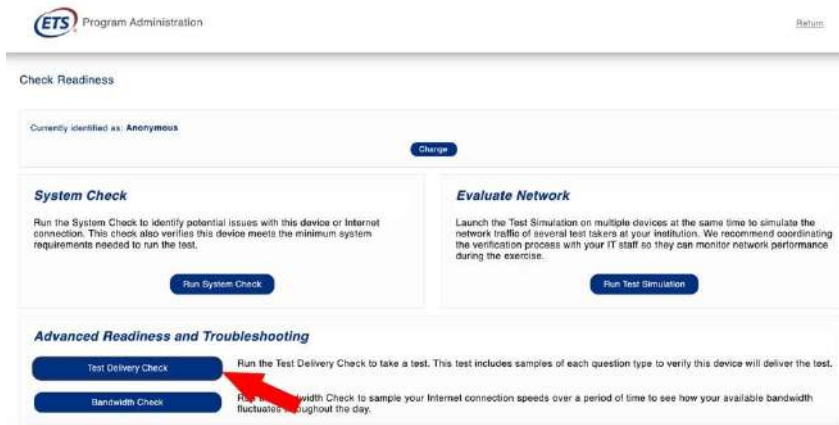 ETS Program Administration
Return
Check Readiness
Currently identified as: Anonymous
Change
System Check
Run the System Check to identify potential issues with this device or Internet
connection. This check also verifies this device meets the minimum system
requirements needed to run the test.
Run System Check
Evaluate Network
Launch the Test Simulation on multiple devices at the same time to simulate the
network traffic of several test takers at your institution. We recommend coordinating
the verification process with your IT staff so they can monitor network performance
during the exercise.
Run Test Simulation
Advanced Readiness and Troubleshooting
Test Delivery Check
Run the Test Delivery Check to take a test. This test includes samples of each question type to verify this device will deliver the test.
Bandwidth Check
width Check to sample your Internet connection speeds over a period of time to see how your available bandwidth
fluctuates oughout the day.